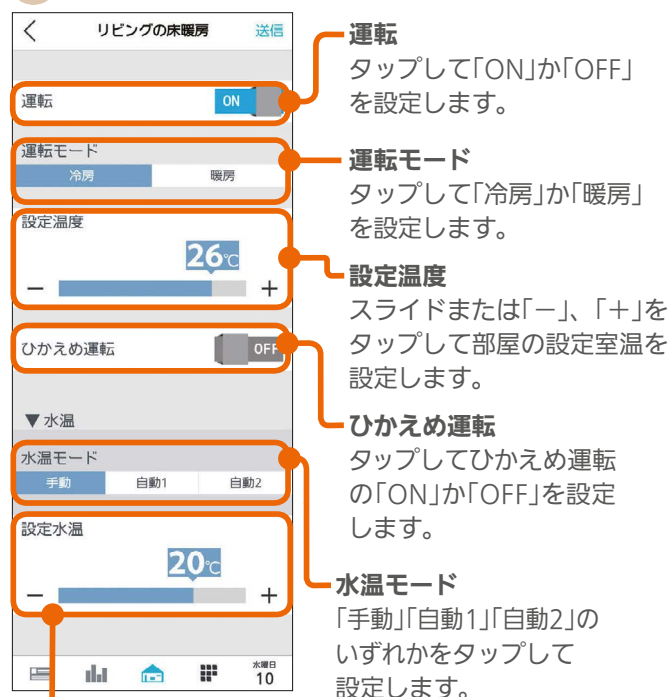 リビングの床暖房
送信
運転
ON
運転モード
冷房
暖房
設定温度
26℃
－
＋
ひかえめ運転
OFF
▼水温
水温モード
手動
自動1
自動2
設定水温
20℃
－
＋
水曜日
10
運転
タップして「ON」か「OFF」
を設定します。
運転モード
タップして「冷房」か「暖房」
を設定します。
設定温度
スライドまたは「－」、「＋」を
タップして部屋の設定室温を
設定します。
ひかえめ運転
タップしてひかえめ運転
の「ON」か「OFF」を設定
します。
水温モード
「手動」「自動1」「自動2」の
いずれかをタップして
設定します。